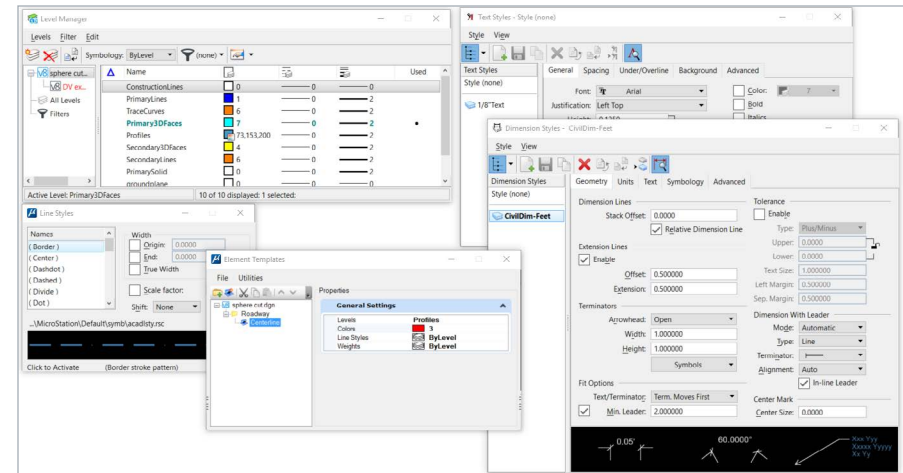 Level Manager
Levels Filter Edit
Symbology: ByLevel (none)
sphere cut...
DV ex...
All Levels
Filters
Name Used
ConstructionLines 0 0 0
PrimaryLines 1 0 2
TraceCurves 6 0 2
Primary3DFaces 7 0 2
Profiles 73,153,200 0 2
Secondary3DFaces 4 0 2
SecondaryLines 6 0 2
PrimarySolid 0 0 2
groundplane 0 0 2
Active Level: Primary3DFaces 10 of 10 displayed; 1 selected;
Text Styles - Style (none)
Style View
Text Styles
Style (none)
1/8"Text
General Spacing Under/Overline Background Advanced
Font: Arial
Color: 7
Justification: Left Top
Bold
Italics
Dimension Styles - CivilDim-Feet
Style View
Dimension Styles
Style (none)
CivilDim-Feet
Geometry Units Text Symbology Advanced
Dimension Lines
Stack Offset: 0.0000
Relative Dimension Line
Extension Lines
Enable
Offset: 0.500000
Extension: 0.500000
Terminators
Arrowhead: Open
Width: 1.000000
Height: 1.000000
Symbols
Fit Options
Text/Terminator: Term. Moves First
Min. Leader: 2.000000
Tolerance
Enable
Type: Plus/Minus
Upper: 0.0000
Lower: 0.0000
Text Size: 1.000000
Left Margin: 0.500000
Sep. Margin: 0.500000
Dimension With Leader
Mode: Automatic
Type: Line
Terminator:
Alignment: Auto
In-line Leader
Center Mark
Center Size: 0.0000
0.05'
60.0000°
Xxx Yyy
Xxxxx Yyyyy
Xx Yy
Line Styles
Names
( Border )
( Center )
( Dashdot )
( Dashed )
( Divide )
( Dot )
Width
Origin: 0.0000
End: 0.0000
True Width
Scale factor:
Shift: None
...\MicroStation\Default\symb\acadlsty.rsc
Click to Activate (Border stroke pattern)
Element Templates
File Utilities
sphere cut.dgn
Roadway
Centerline
Properties
General Settings
Levels Profiles
Colors 3
Line Styles ByLevel
Weights ByLevel